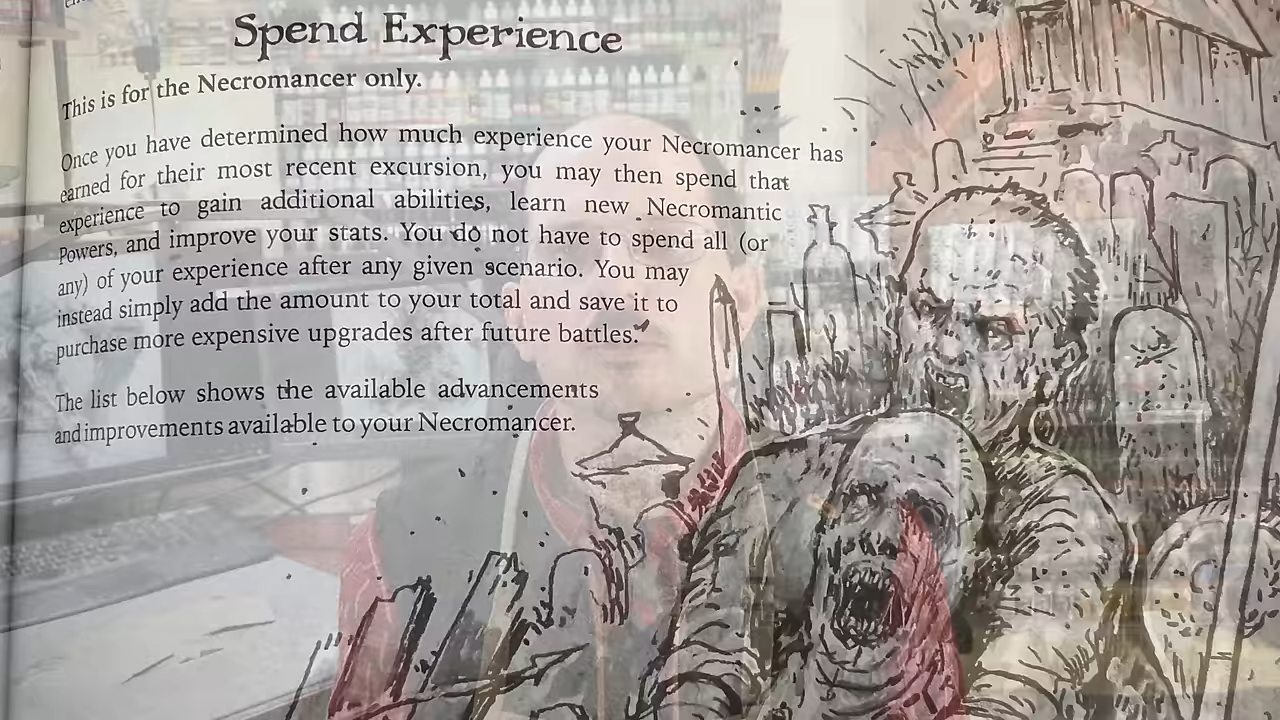 Spend Experience
This is for the Necromancer only.
Once you have determined how much experience your Necromancer has
earned for their most recent excursion, you may then spend that
experience to gain additional abilities, learn new Necromantic
Powers, and improve your stats. You do not have to spend all (or
any) of your experience after any given scenario. You may
instead simply add the amount to your total and save it to
purchase more expensive upgrades after future battles.
The list below shows the available advancements
and improvements available to your Necromancer.